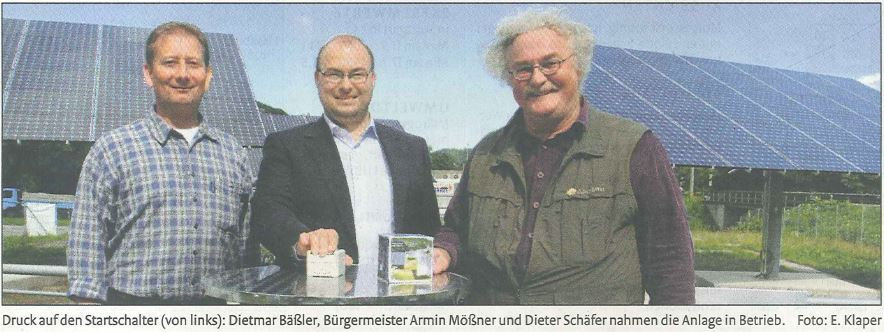 Druck auf den Startschalter (von links): Dietmar Bäßler, Bürgermeister Armin Mößner und Dieter Schäfer nahmen die Anlage in Betrieb. Foto: E. Klaper